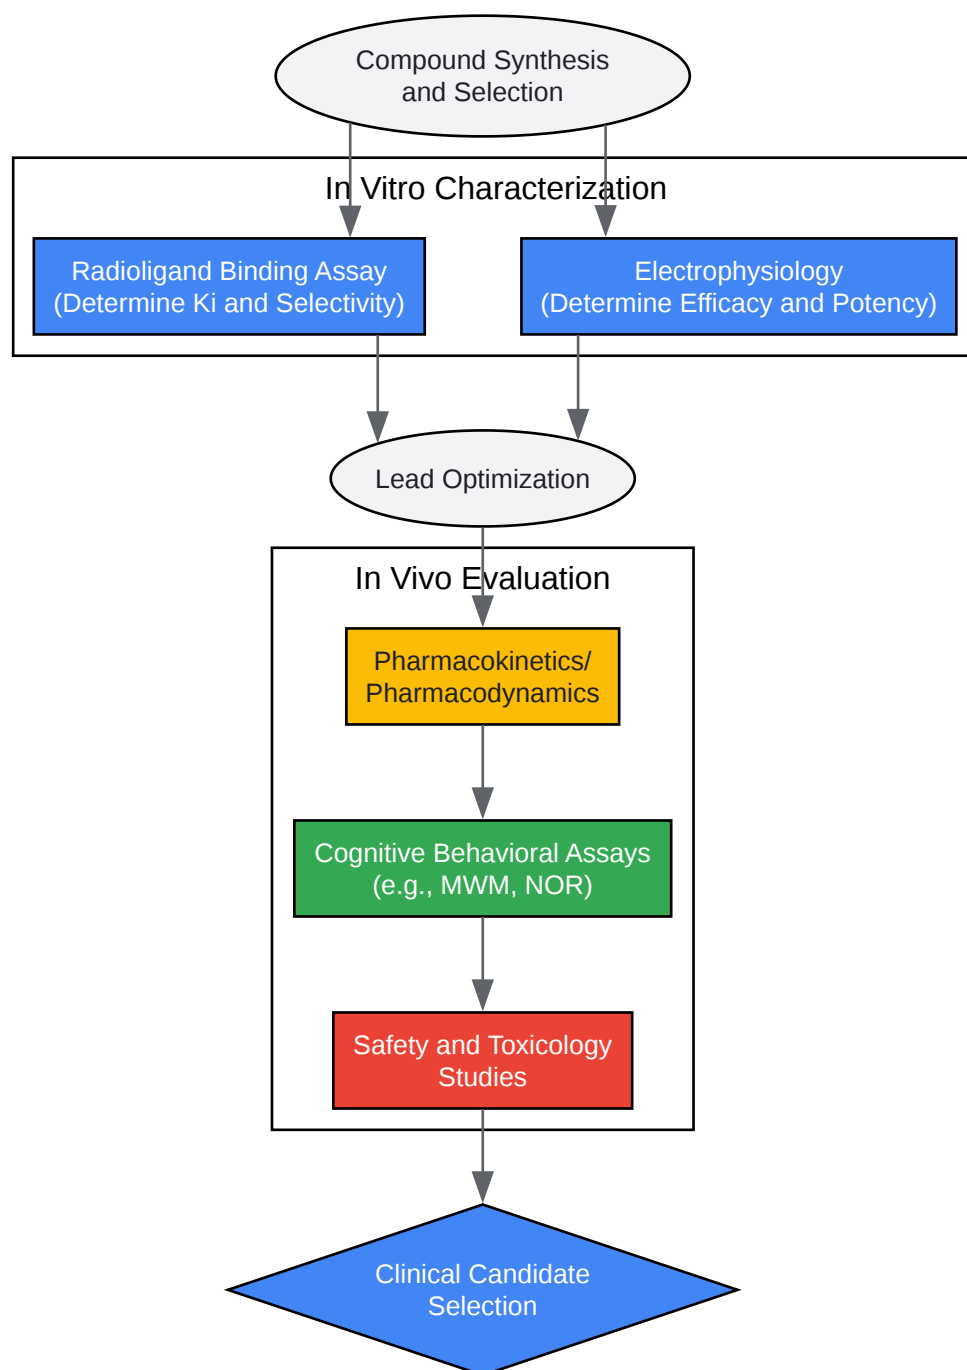 Compound Synthesis
and Selection
In Vitro Characterization
Radioligand Binding Assay
(Determine Ki and Selectivity)
Electrophysiology
(Determine Efficacy and Potency)
Lead Optimization
In Vivo Evaluation
Pharmacokinetics/
Pharmacodynamics
Cognitive Behavioral Assays
(e.g., MWM, NOR)
Safety and Toxicology
Studies
Clinical Candidate
Selection